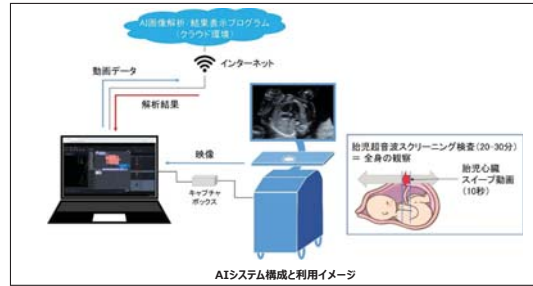 AI画像解析・結果表示プログラム
(クラウド環境)
インターネット
動画データ
解析結果
映像
キャプチャ
ボックス
胎児超音波スクリーニング検査(20-30分)
= 全身の観察
胎児心臓
スイープ動画
(10秒)
AIシステム構成と利用イメージ